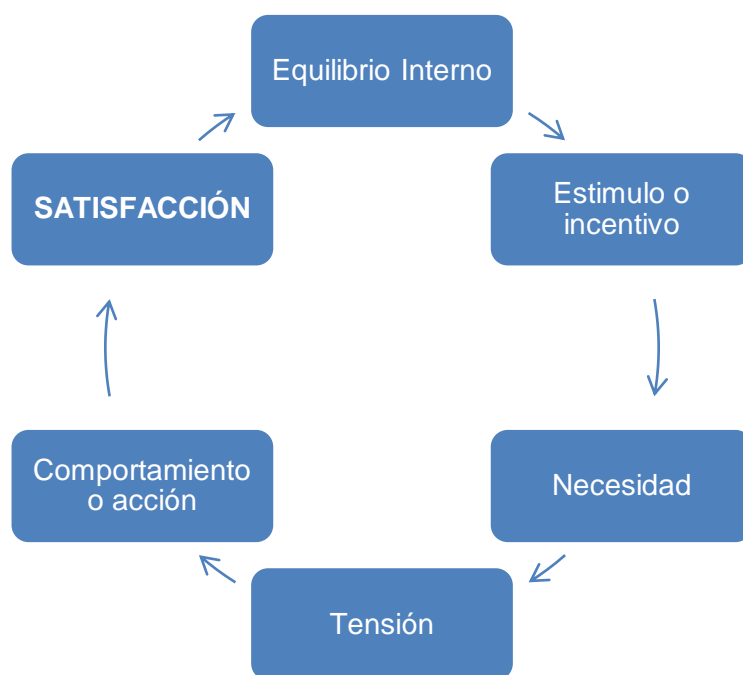 Equilibrio Interno
Estimulo o
incentivo
Necesidad
Tensión
Comportamiento
o acción
SATISFACCIÓN